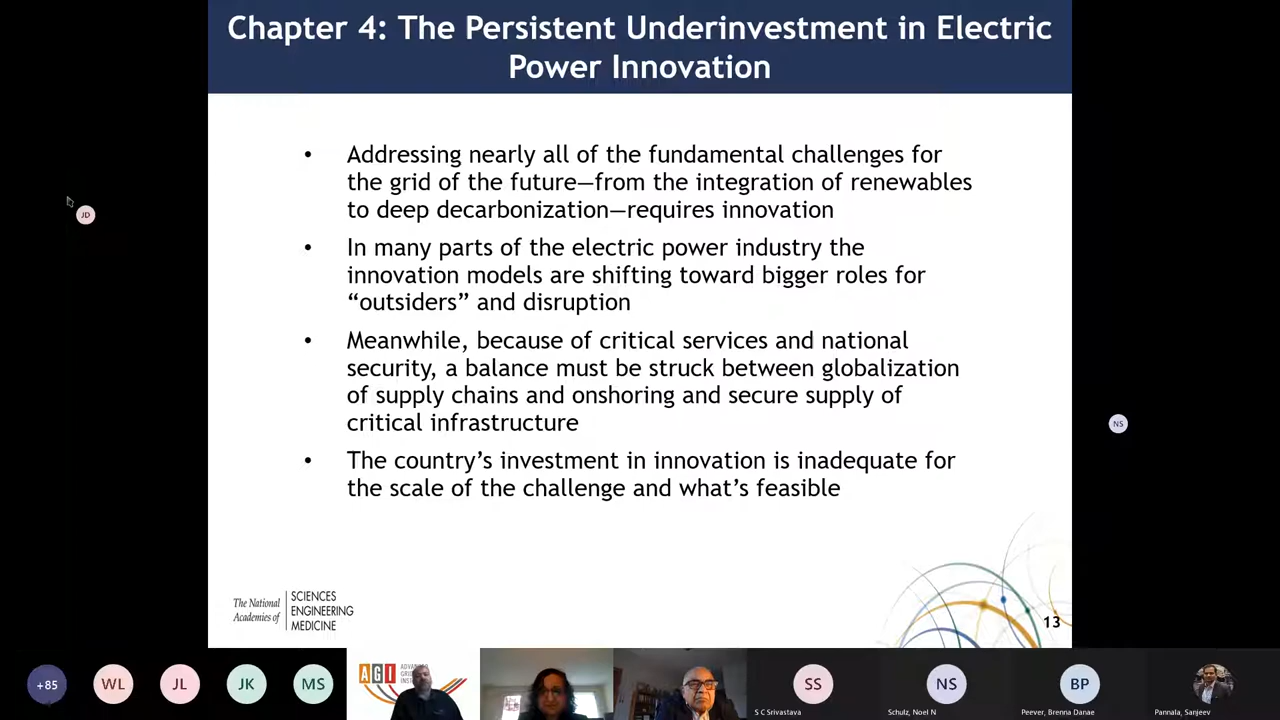 Chapter 4: The Persistent Underinvestment in Electric
Power Innovation
• Addressing nearly all of the fundamental challenges for
the grid of the future—from the integration of renewables
to deep decarbonization—requires innovation
• In many parts of the electric power industry the
innovation models are shifting toward bigger roles for
“outsiders” and disruption
• Meanwhile, because of critical services and national
security, a balance must be struck between globalization
of supply chains and onshoring and secure supply of
critical infrastructure
• The country’s investment in innovation is inadequate for
the scale of the challenge and what’s feasible
JD
NS
The National
Academies of
SCIENCES
ENGINEERING
MEDICINE
13
+85
WL
JL
JK
MS
AGI
SS
S C Srivastava
NS
Schulz, Noel N
BP
Peever, Brenna Danae
Pannala, Sanjeev